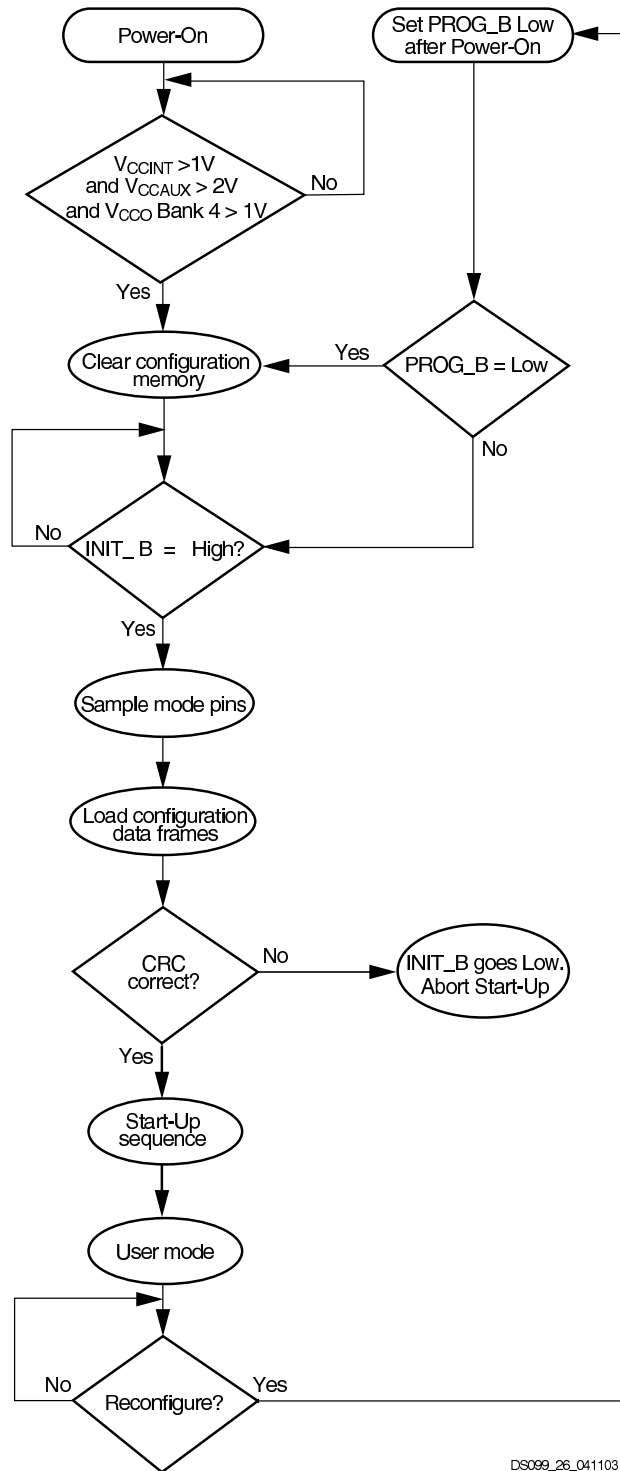 Power-On
Set PROG_B Low
after Power-On
VCCINT >1V
and VCCAUX > 2V
and VCCO Bank 4 > 1V
No
Yes
Clear configuration
memory
Yes
PROG_B = Low
No
No
INIT_ B = High?
Yes
Sample mode pins
Load configuration
data frames
CRC
correct?
No
INIT_B goes Low.
Abort Start-Up
Yes
Start-Up
sequence
User mode
No
Reconfigure?
Yes
DS099_26_041103